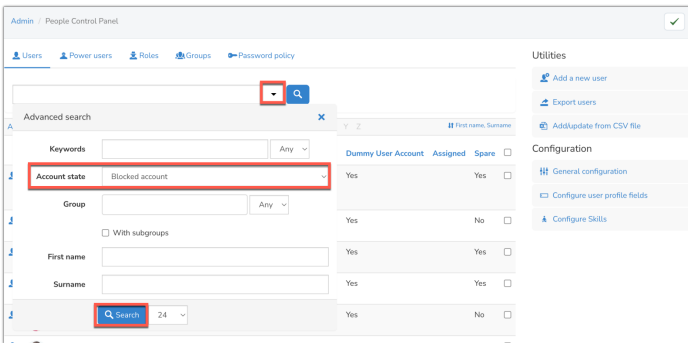 Admin / People Control Panel
Users Power users Roles Groups Password policy
Utilities
Add a new user
Export users
Add/update from CSV file
Configuration
General configuration
Configure user profile fields
Configure Skills
A Y Z First name, Surname
Advanced search
Dummy User Account Assigned Spare
Keywords Any
Account state Blocked account
Yes Yes
Group Any
With subgroups
Yes No
First name
Yes Yes
Surname
Yes Yes
Search 24
Yes No